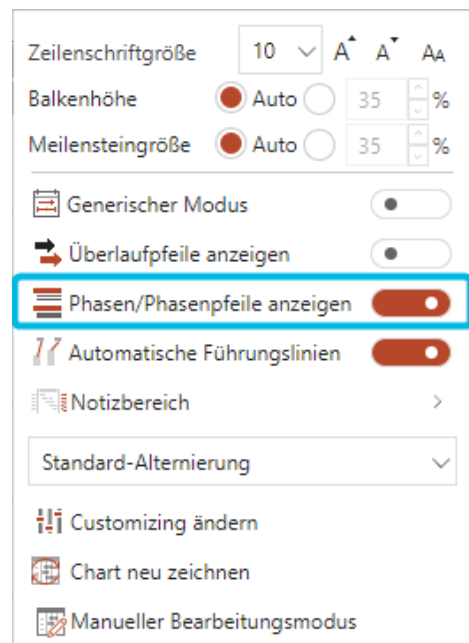 Zeilenschriftgröße 10 A A AA
Balkenhöhe Auto 35 %
Meilensteingröße Auto 35 %
Generischer Modus
Überlaufpfeile anzeigen
Phasen/Phasenpfeile anzeigen
Automatische Führungslinien
Notizbereich
Standard-Alternierung
Customizing ändern
Chart neu zeichnen
Manueller Bearbeitungsmodus